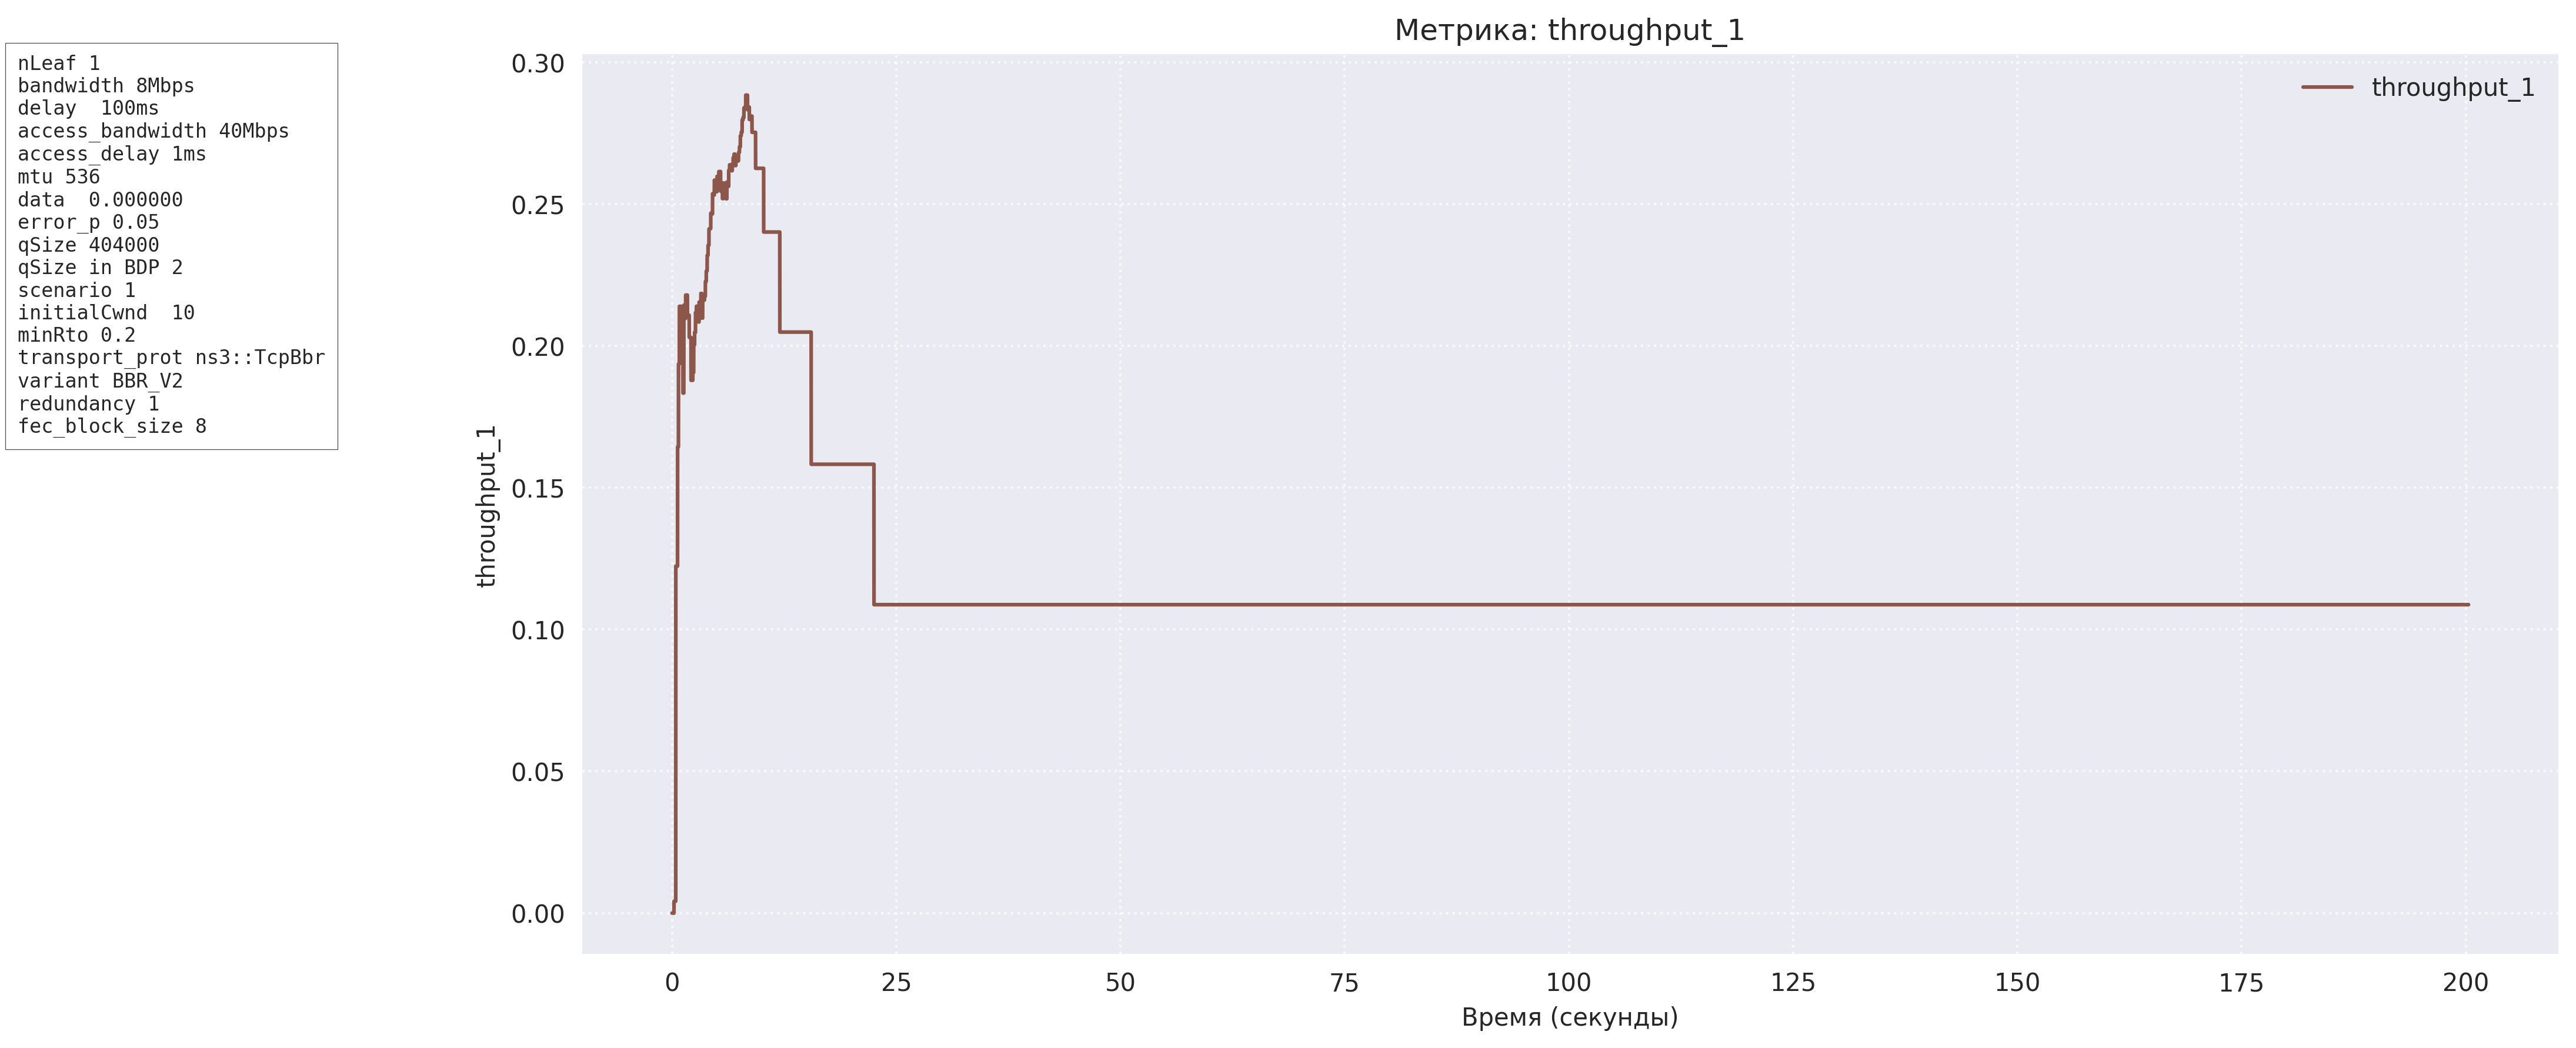 nLeaf 1
bandwidth 8Mbps
delay  100ms
access_bandwidth 40Mbps
access_delay 1ms
mtu 536
data  0.000000
error_p 0.05
qSize 404000
qSize in BDP 2
scenario 1
initialCwnd  10
minRto 0.2
transport_prot ns3::TcpBbr
variant BBR_V2
redundancy 1
fec_block_size 8
Метрика: throughput_1
throughput_1
throughput_1
0.30
0.25
0.20
0.15
0.10
0.05
0.00
0 25 50 75 100 125 150 175 200
Время (секунды)